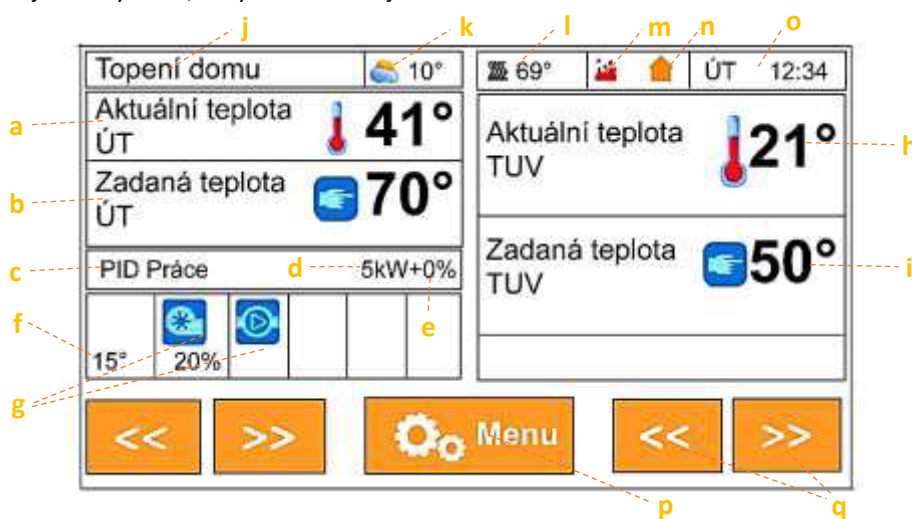 j k l m n o
Topení domu 10° 69° ÚT 12:34
a Aktuální teplota ÚT 41°
Aktuální teplota TUV 21° h
b Zadaná teplota ÚT 70°
c PID Práce d 5kW+0% e
Zadaná teplota TUV 50° i
f 15° 20%
g
<< >> Menu << >>
p q